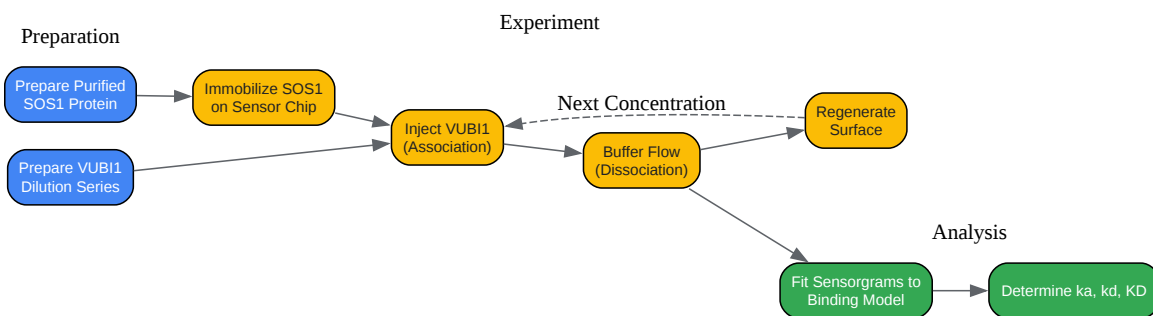 Experiment
Preparation
Prepare Purified
SOS1 Protein
Immobilize SOS1
on Sensor Chip
Next Concentration
Regenerate
Surface
Inject VUBI1
(Association)
Buffer Flow
(Dissociation)
Prepare VUBI1
Dilution Series
Analysis
Fit Sensorgrams to
Binding Model
Determine ka, kd, KD